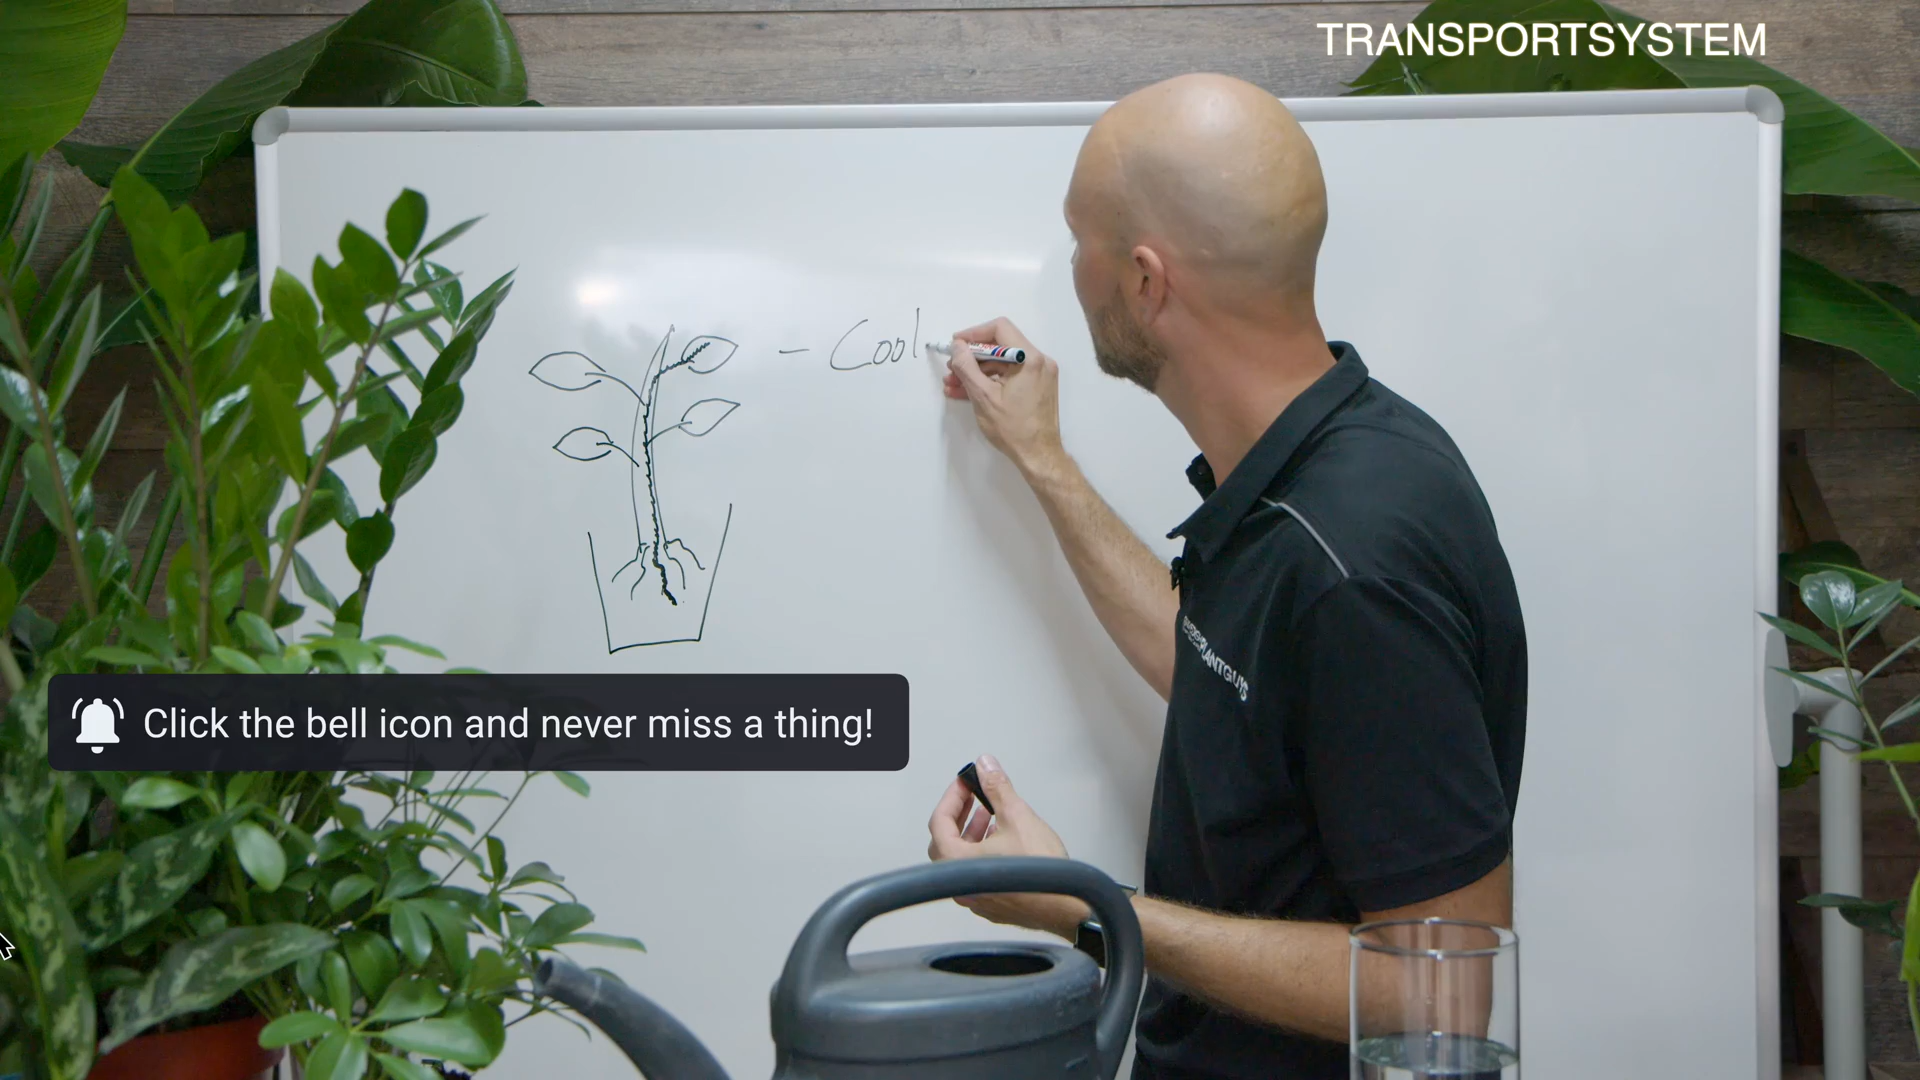 TRANSPORTSYSTEM
- Cool
Click the bell icon and never miss a thing!